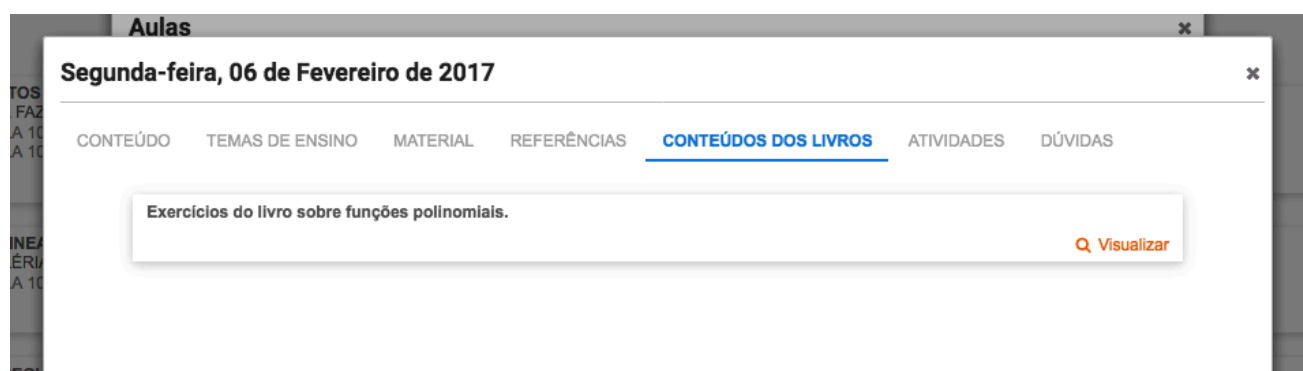 Aulas
Segunda-feira, 06 de Fevereiro de 2017
CONTEÚDO TEMAS DE ENSINO MATERIAL REFERÊNCIAS CONTEÚDOS DOS LIVROS ATIVIDADES DÚVIDAS
Exercícios do livro sobre funções polinomiais.
Visualizar